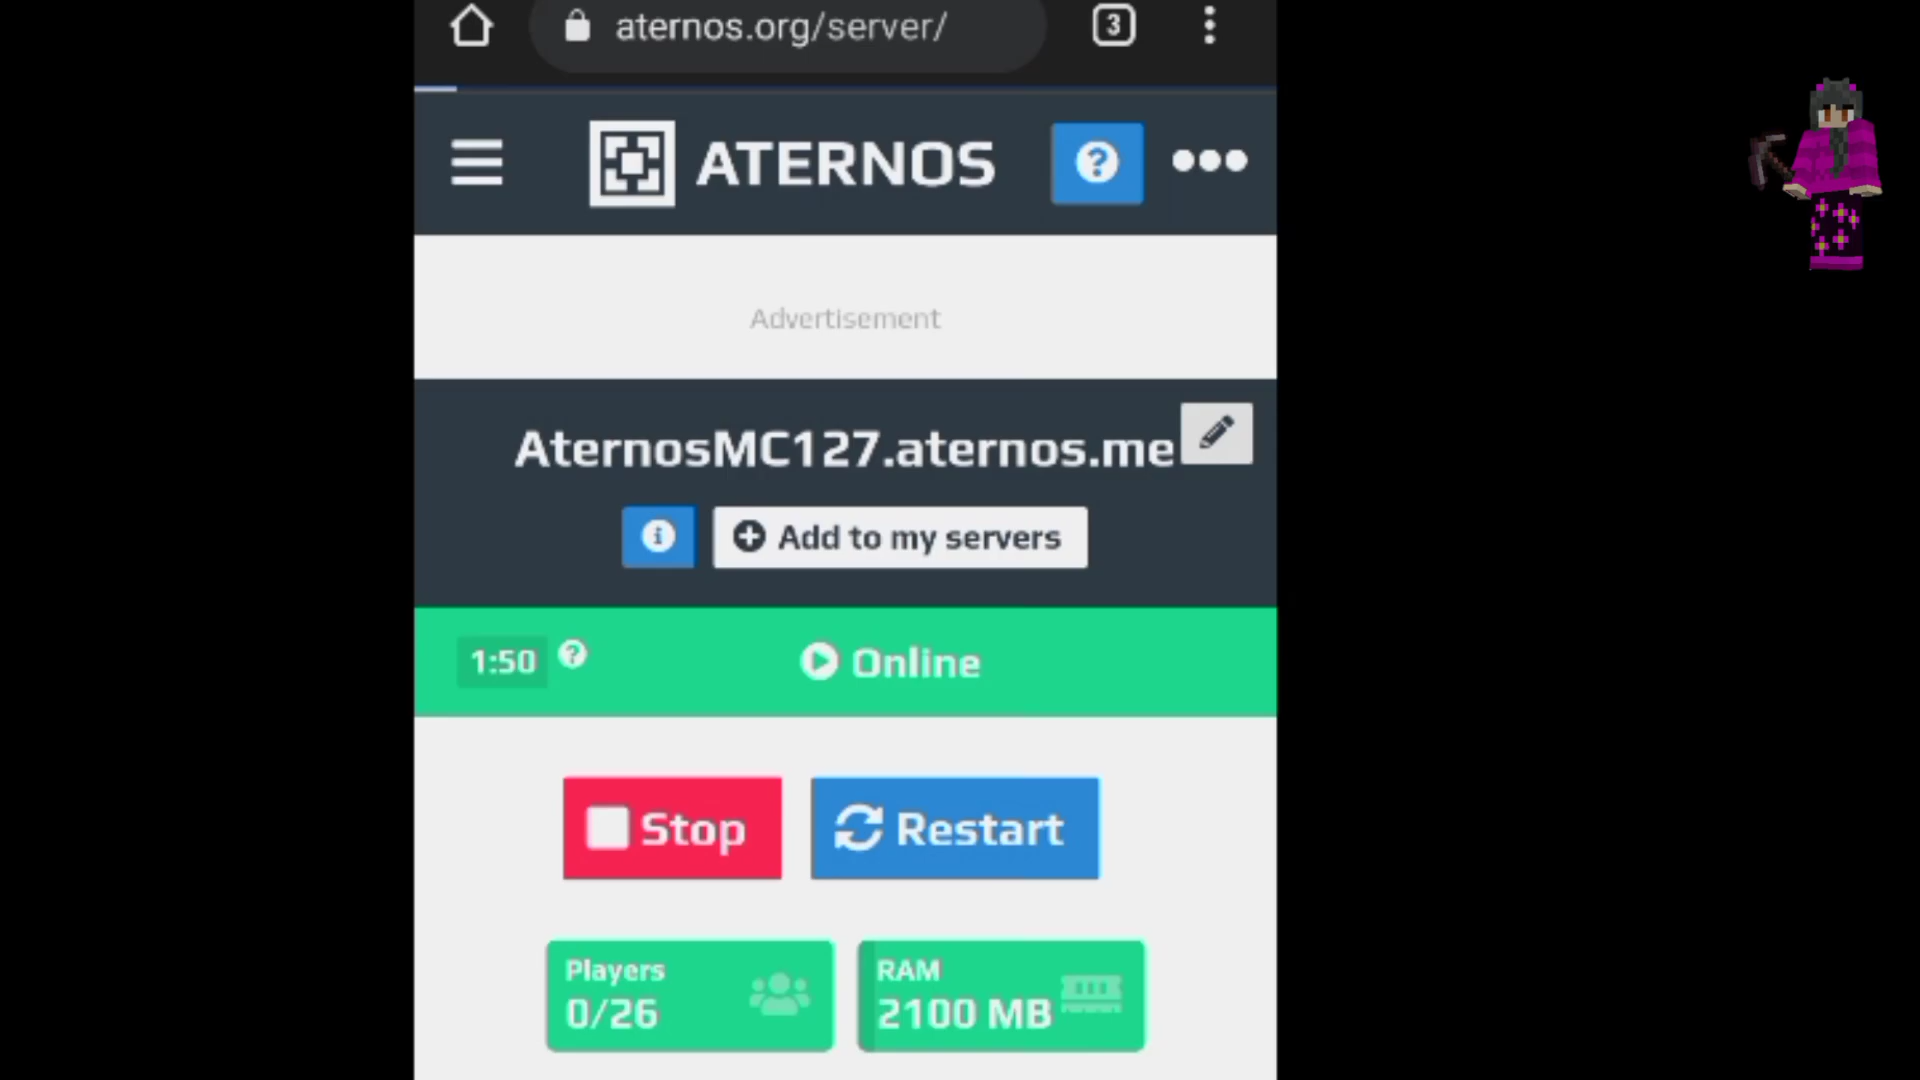 aternos.org/server/
3
ATERNOS
?
Advertisement
AternosMC127.aternos.me
i
Add to my servers
1:50
?
Online
Stop
Restart
Players
0/26
RAM
2100 MB